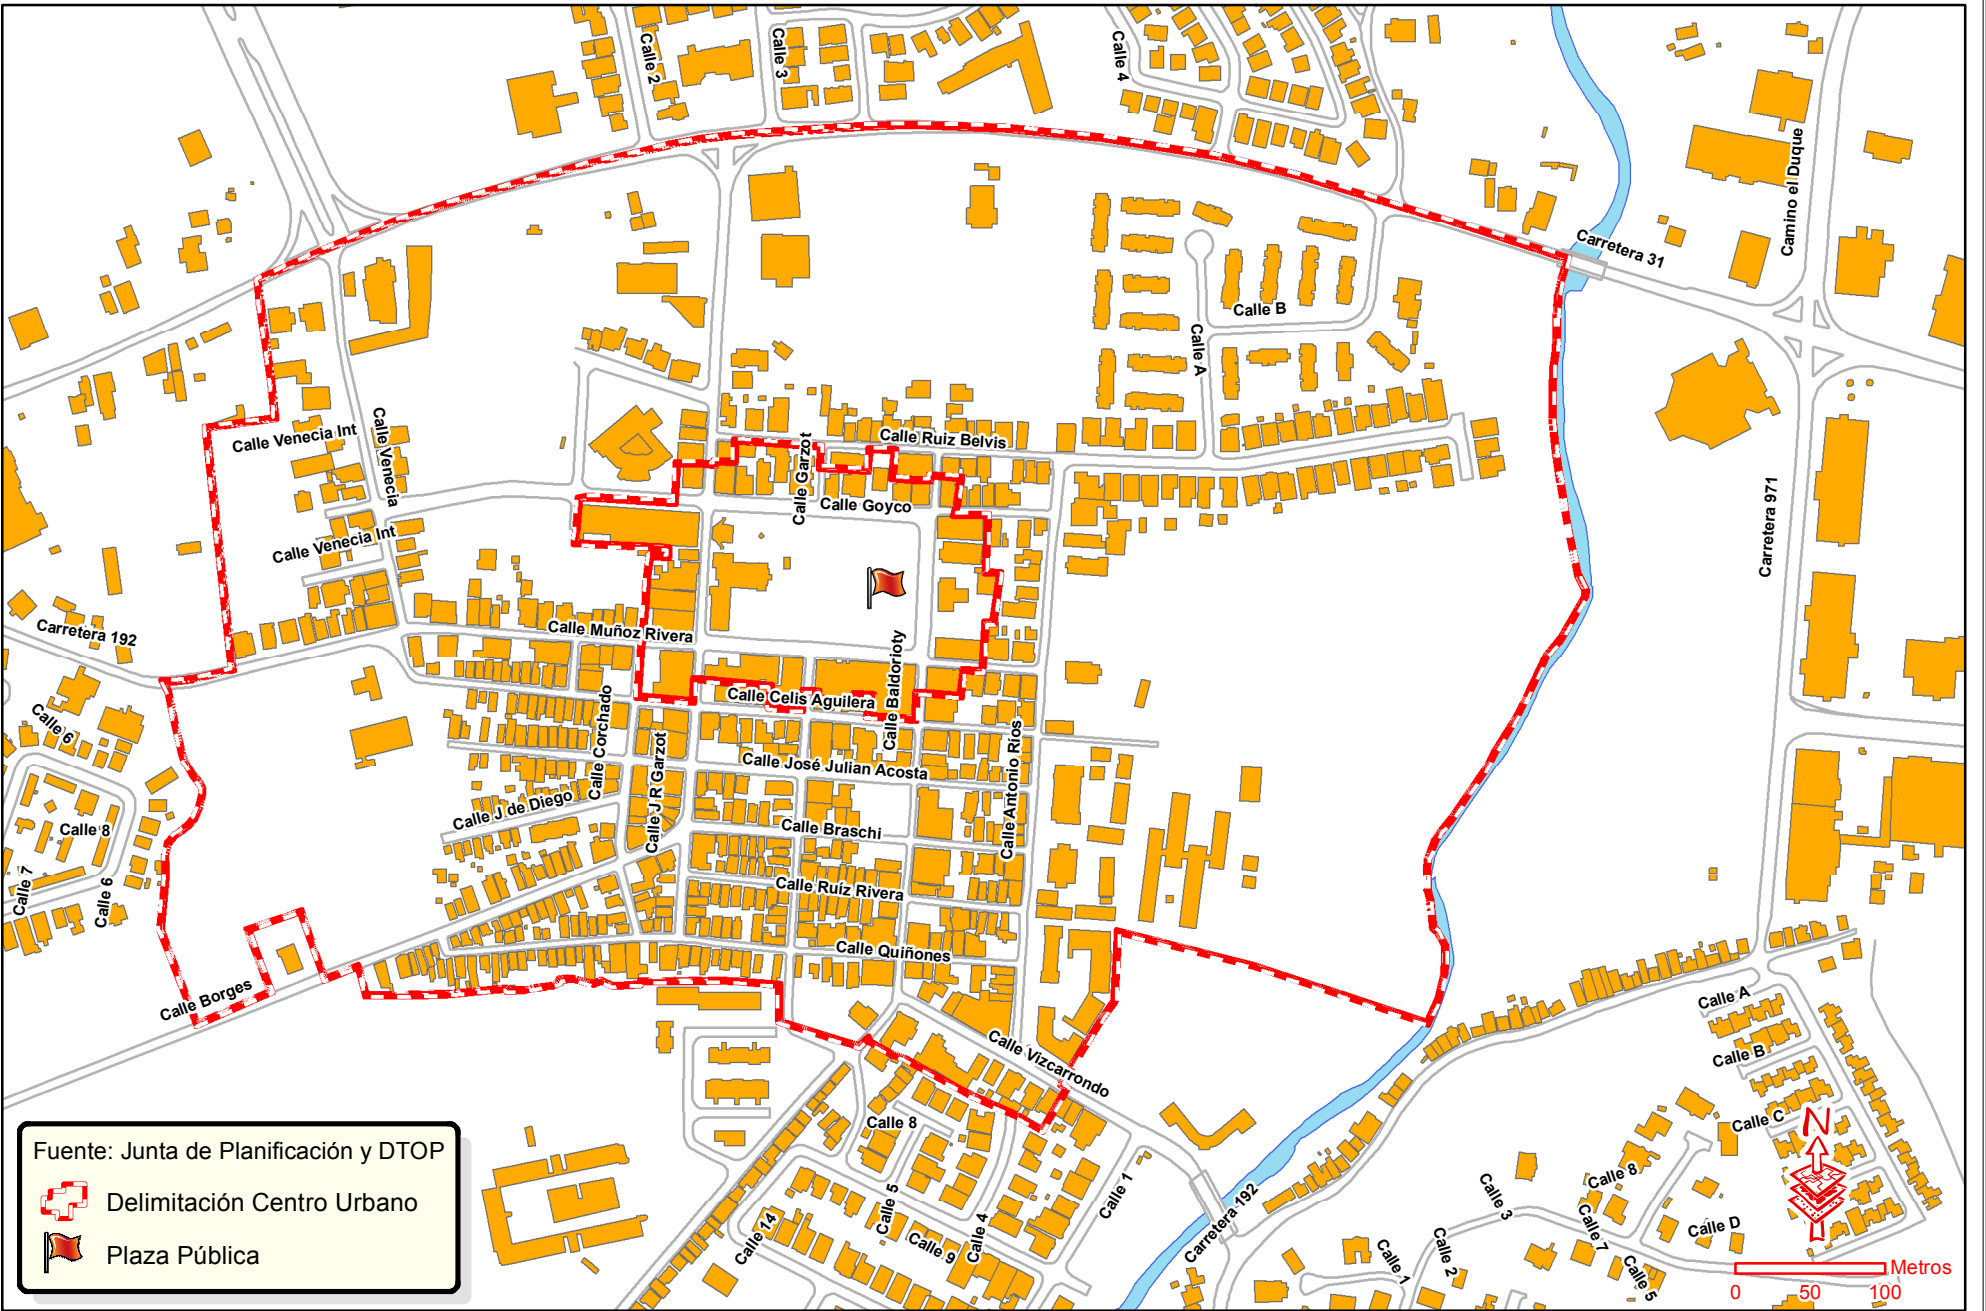 Calle 2
Calle 3
Calle 4
Camino el Duque
Carretera 31
Calle B
Calle A
Calle Venecia Int
Calle Venecia
Calle Garzot
Calle Ruiz Belvis
Calle Goyco
Calle Venecia Int
Carretera 971
Carretera 192
Calle Muñoz Rivera
Calle Baldorioty
Calle Celis Aguilera
Calle Corchado
Calle 6
Calle J R Garzot
Calle José Julian Acosta
Calle Antonio Ríos
Calle J de Diego
Calle 8
Calle Braschi
Calle 7
Calle 6
Calle Ruíz Rivera
Calle Quiñones
Calle Borges
Calle A
Calle Vizcarrondo
Calle B
Calle 8
Calle C
N
Calle 1
Calle 5
Calle 4
Calle 14
Calle 9
Carretera 192
Calle 3
Calle 8
Calle 7
Calle D
Calle 2
Calle 1
Calle 5
Fuente: Junta de Planificación y DTOP
Delimitación Centro Urbano
Plaza Pública
Metros
0 50 100